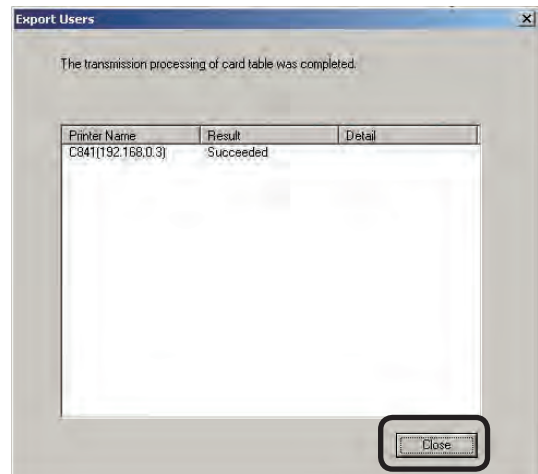 Export Users
The transmission processing of card table was completed.
Printer Name Result Detail
C841(192.168.0.3) Succeeded
Close